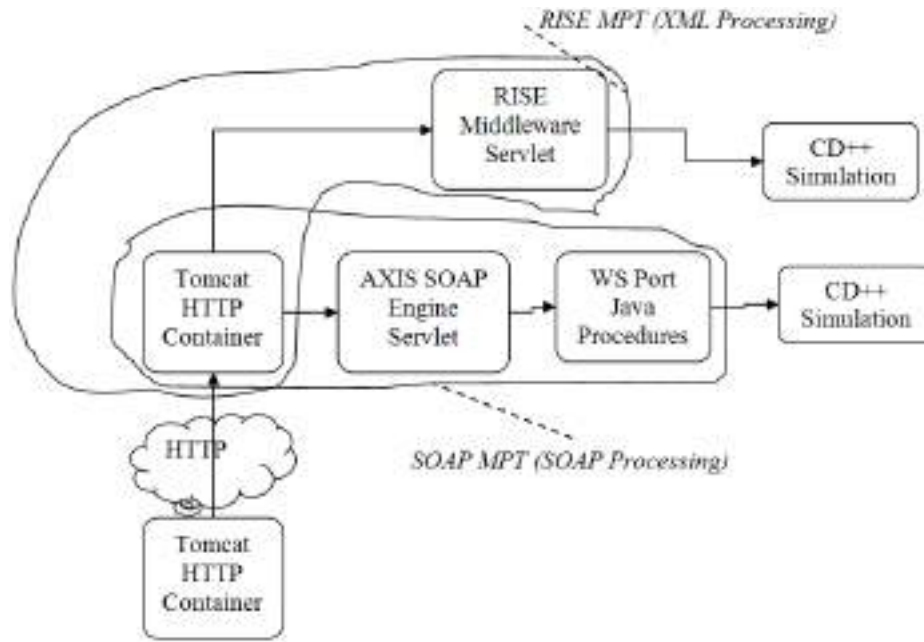 RISE MPT (XML Processing)
RISE
Middleware
Servlet
CD++
Simulation
Tomcat
HTTP
Container
AXIS SOAP
Engine
Servlet
WS Port
Java
Procedures
CD++
Simulation
HTTP
SOAP MPT (SOAP Processing)
Tomcat
HTTP
Container